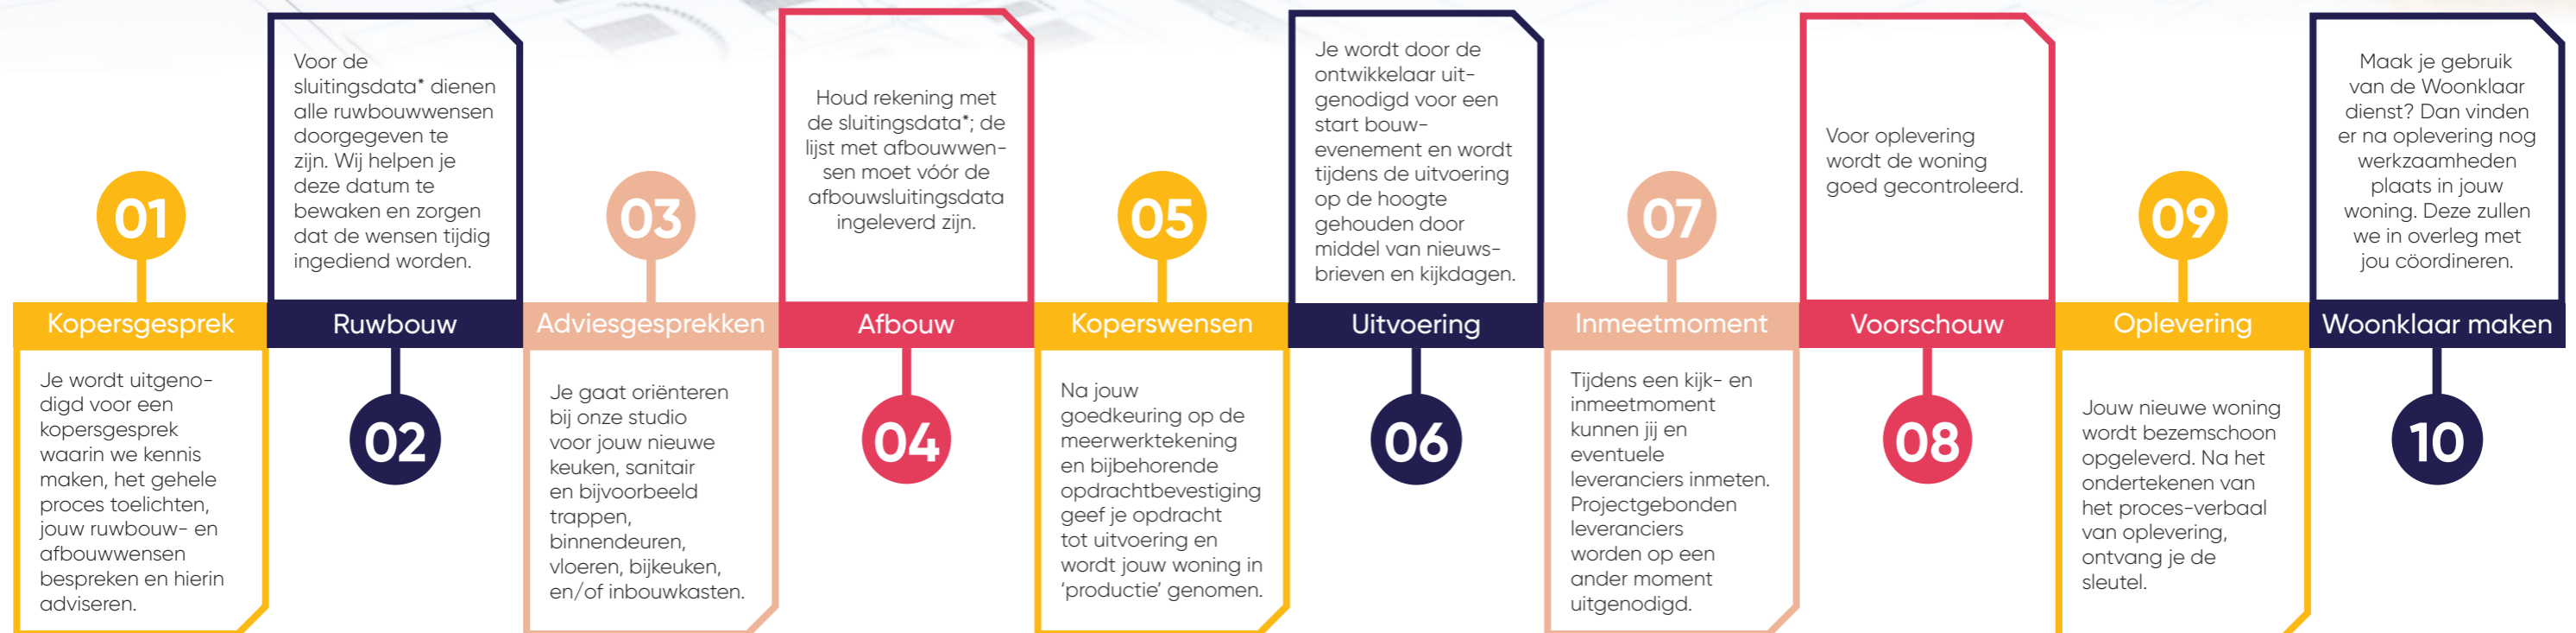 01
Kopersgesprek
Je wordt uitgeno-
digd voor een
kopersgesprek
waarin we kennis
maken, het gehele
proces toelichten,
jouw ruwbouw- en
afbouwwensen
bespreken en hierin
adviseren.
Voor de
sluitingsdata* dienen
alle ruwbouwwensen
doorgegeven te
zijn. Wij helpen je
deze datum te
bewaken en zorgen
dat de wensen tijdig
ingediend worden.
Ruwbouw
02
03
Adviesgesprekken
Je gaat oriënteren
bij onze studio
voor jouw nieuwe
keuken, sanitair
en bijvoorbeeld
trappen,
binnendeuren,
vloeren, bijkeuken,
en/of inbouwkasten.
Houd rekening met
de sluitingsdata*; de
lijst met afbouwwen-
sen moet vóór de
afbouwsluitingsdata
ingeleverd zijn.
Afbouw
04
05
Koperswensen
Na jouw
goedkeuring op de
meerwerktekening
en bijbehorende
opdrachtbevestiging
geef je opdracht
tot uitvoering en
wordt jouw woning in
‘productie’ genomen.
Je wordt door de
ontwikkelaar uit-
genodigd voor een
start bouw-
evenement en wordt
tijdens de uitvoering
op de hoogte
gehouden door
middel van nieuws-
brieven en kijkdagen.
Uitvoering
06
07
Inmeetmoment
Tijdens een kijk- en
inmeetmoment
kunnen jij en
eventuele
leveranciers inmeten.
Projectgebonden
leveranciers
worden op een
ander moment
uitgenodigd.
Voor oplevering
wordt de woning
goed gecontroleerd.
Voorschouw
08
09
Oplevering
Jouw nieuwe woning
wordt bezemschoon
opgeleverd. Na het
ondertekenen van
het proces-verbaal
van oplevering,
ontvang je de
sleutel.
Maak je gebruik
van de Woonklaar
dienst? Dan vinden
er na oplevering nog
werkzaamheden
plaats in jouw
woning. Deze zullen
we in overleg met
jou cöordineren.
Woonklaar maken
10